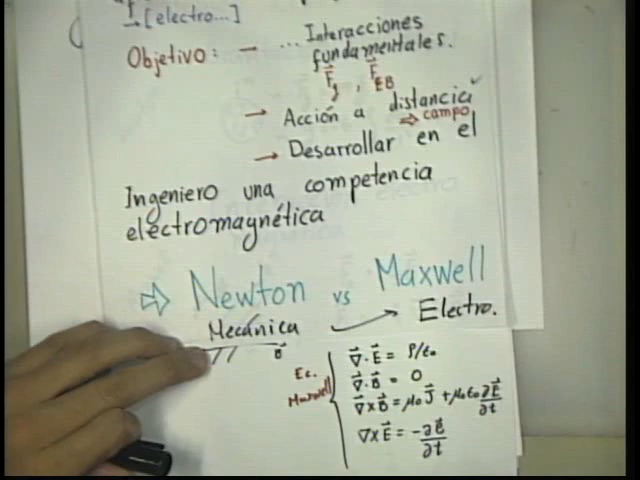 → [electro...]
Objetivo: → ... Interacciones
fundamentales.
F⃗g , F⃗EB
→ Acción a distancia ✓
⇒ campo
→ Desarrollar en el
Ingeniero una competencia
electromagnética
⇒ Newton vs Maxwell
Mecánica → Electro.
Ec.
Maxwell
∇⃗·E⃗ = ρ/ε₀
∇⃗·B⃗ = 0
∇⃗×B⃗ = μ₀J⃗ + μ₀ε₀ ∂E⃗/∂t
∇×E⃗ = -∂B⃗/∂t